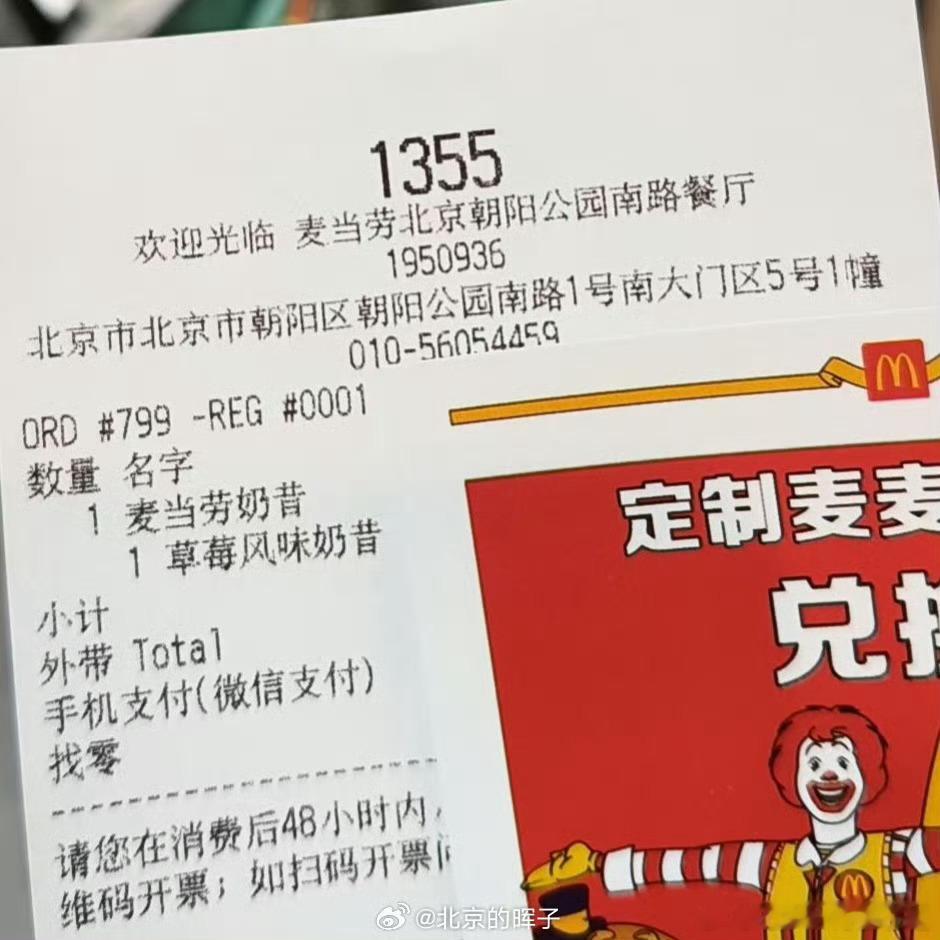 1355
欢迎光临 麦当劳北京朝阳公园南路餐厅
1950936
北京市北京市朝阳区朝阳公园南路1号南大门区5号1幢
010-56054459
ORD #799 -REG #0001
数量 名字
1 麦当劳奶昔
1 草莓风味奶昔
小计
外带 Total
手机支付(微信支付)
找零
请您在消费后48小时内,
维码开票; 如扫码开票
定制麦麦
兑换
@北京的晖子